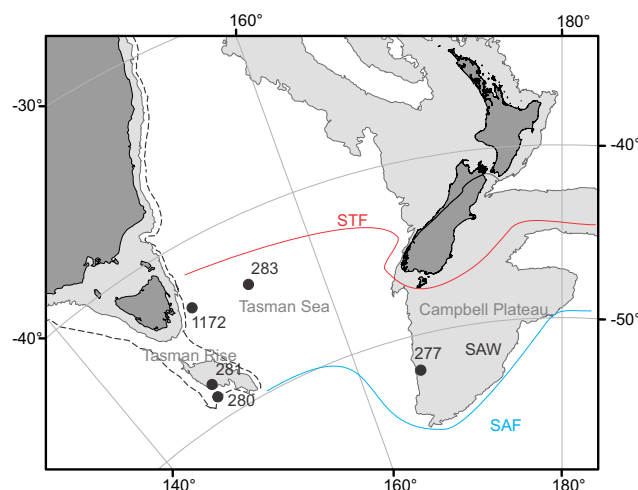 160°
180°
-30°
-40°
STF
283
Tasman Sea
Campbell Plateau
1172
-50°
-40°
Tasman Rise
SAW
277
281
280
SAF
140°
160°
180°